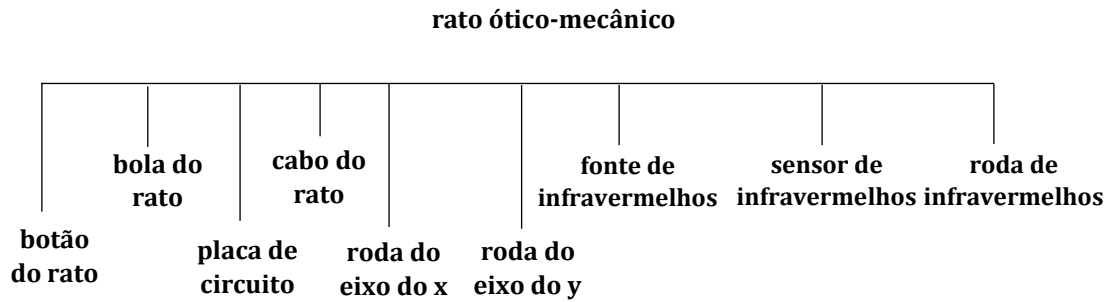 rato ótico-mecânico
bola do
rato
cabo do
rato
fonte de
infravermelhos
sensor de
infravermelhos
roda de
infravermelhos
botão
do rato
placa de
circuito
roda do
eixo do x
roda do
eixo do y